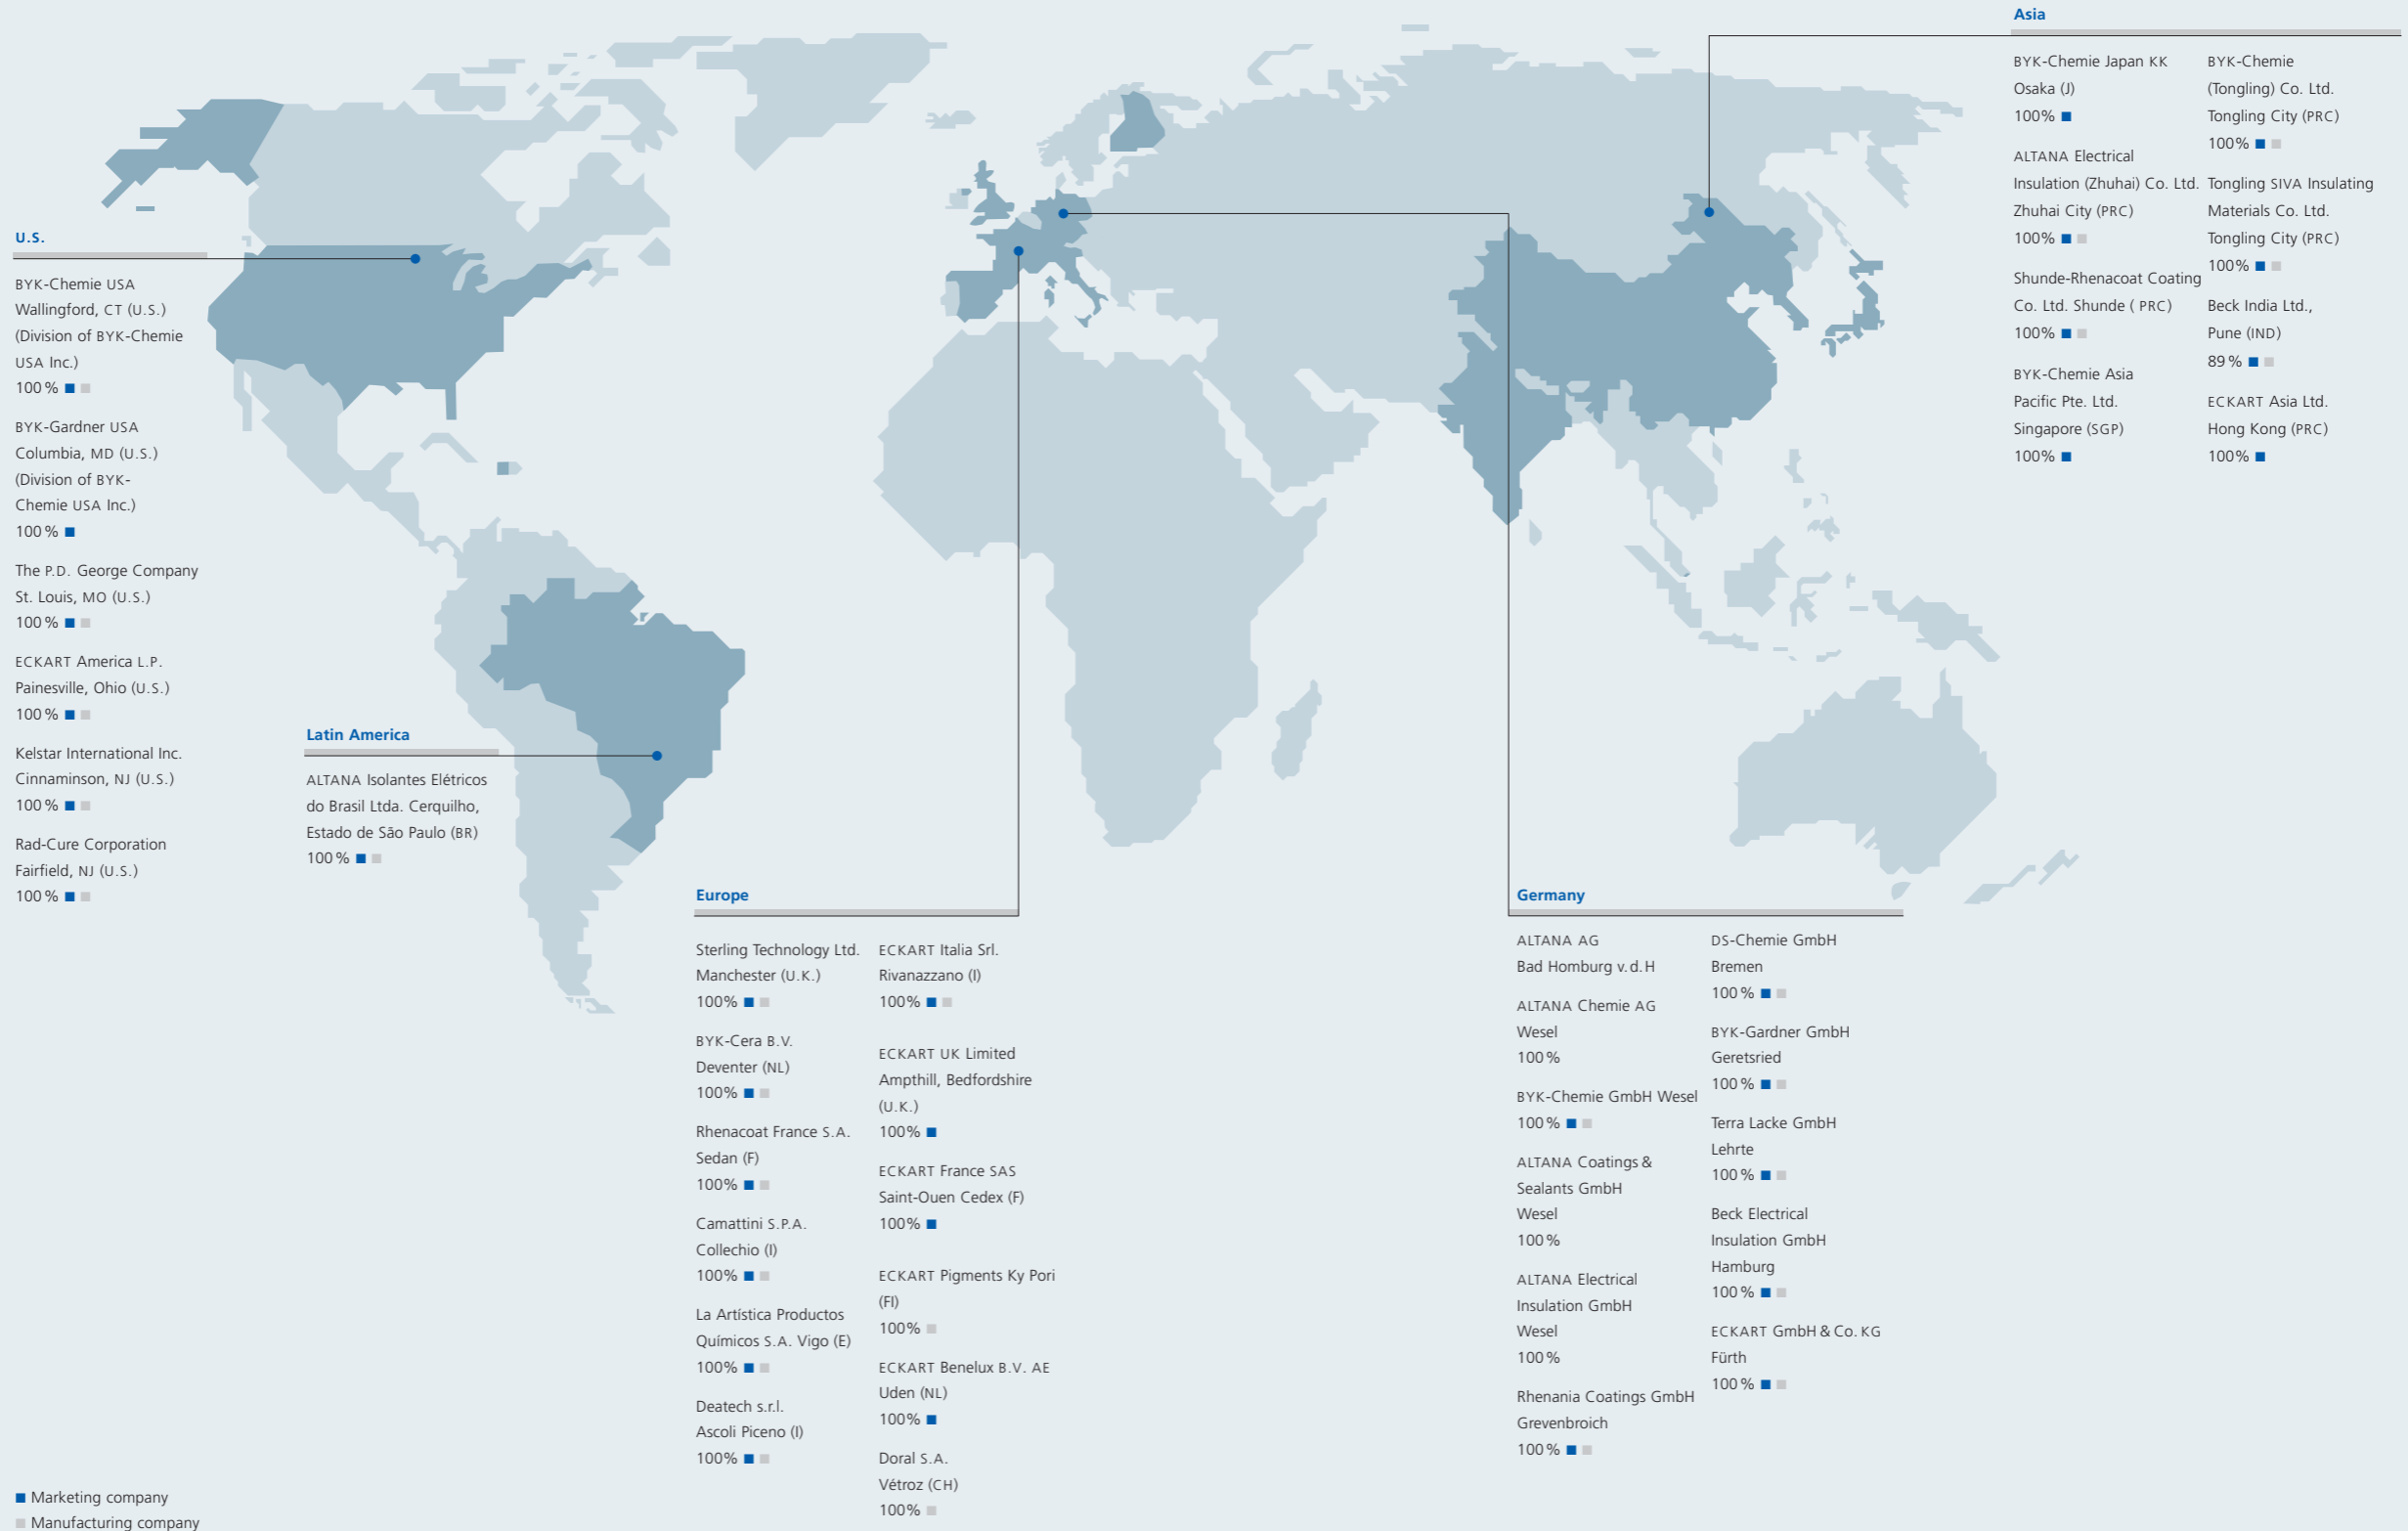 Asia
BYK-Chemie Japan KK
Osaka (J)
100% ■
ALTANA Electrical
Insulation (Zhuhai) Co. Ltd.
Zhuhai City (PRC)
100% ■ ■
Shunde-Rhenacoat Coating
Co. Ltd. Shunde ( PRC)
100% ■ ■
BYK-Chemie Asia
Pacific Pte. Ltd.
Singapore (SGP)
100% ■
BYK-Chemie
(Tongling) Co. Ltd.
Tongling City (PRC)
100% ■ ■
Tongling SIVA Insulating
Materials Co. Ltd.
Tongling City (PRC)
100% ■ ■
Beck India Ltd.,
Pune (IND)
89% ■ ■
ECKART Asia Ltd.
Hong Kong (PRC)
100% ■
U.S.
BYK-Chemie USA
Wallingford, CT (U.S.)
(Division of BYK-Chemie
USA Inc.)
100% ■ ■
BYK-Gardner USA
Columbia, MD (U.S.)
(Division of BYK-
Chemie USA Inc.)
100% ■
The P.D. George Company
St. Louis, MO (U.S.)
100% ■ ■
ECKART America L.P.
Painesville, Ohio (U.S.)
100% ■ ■
Kelstar International Inc.
Cinnaminson, NJ (U.S.)
100% ■ ■
Rad-Cure Corporation
Fairfield, NJ (U.S.)
100% ■ ■
Latin America
ALTANA Isolantes Elétricos
do Brasil Ltda. Cerquilho,
Estado de São Paulo (BR)
100% ■ ■
Europe
Sterling Technology Ltd.
Manchester (U.K.)
100% ■ ■
BYK-Cera B.V.
Deventer (NL)
100% ■ ■
Rhenacoat France S.A.
Sedan (F)
100% ■ ■
Camattini S.P.A.
Collechio (I)
100% ■ ■
La Artística Productos
Químicos S.A. Vigo (E)
100% ■ ■
Deatech s.r.l.
Ascoli Piceno (I)
100% ■ ■
ECKART Italia Srl.
Rivanazzano (I)
100% ■ ■
ECKART UK Limited
Ampthill, Bedfordshire
(U.K.)
100% ■
ECKART France SAS
Saint-Ouen Cedex (F)
100% ■
ECKART Pigments Ky Pori
(FI)
100% ■
ECKART Benelux B.V. AE
Uden (NL)
100% ■
Doral S.A.
Vétroz (CH)
100% ■
Germany
ALTANA AG
Bad Homburg v.d.H
ALTANA Chemie AG
Wesel
100%
BYK-Chemie GmbH Wesel
100% ■ ■
ALTANA Coatings &
Sealants GmbH
Wesel
100%
ALTANA Electrical
Insulation GmbH
Wesel
100%
Rhenania Coatings GmbH
Grevenbroich
100% ■ ■
DS-Chemie GmbH
Bremen
100% ■ ■
BYK-Gardner GmbH
Geretsried
100% ■ ■
Terra Lacke GmbH
Lehrte
100% ■ ■
Beck Electrical
Insulation GmbH
Hamburg
100% ■ ■
ECKART GmbH & Co. KG
Fürth
100% ■ ■
■ Marketing company
■ Manufacturing company